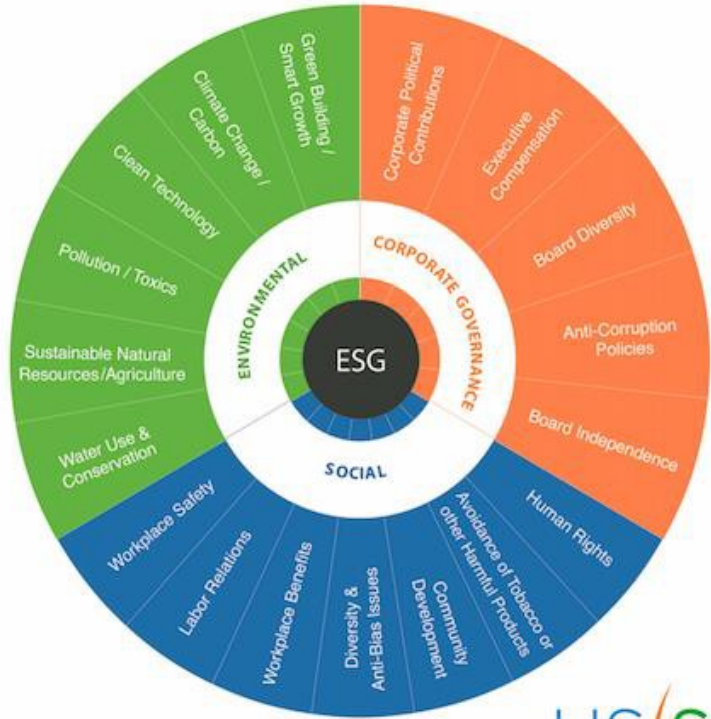 Green Building /
Smart Growth
Climate Change /
Carbon
Clean Technology
Pollution / Toxics
Sustainable Natural
Resources/Agriculture
Water Use &
Conservation
Corporate Political
Contributions
Executive
Compensation
Board Diversity
Anti-Corruption
Policies
Board Independence
ENVIRONMENTAL
CORPORATE GOVERNANCE
ESG
SOCIAL
Workplace Safety
Labor Relations
Workplace Benefits
Diversity &
Anti-Bias Issues
Community
Development
Avoidance of Tobacco or
other Harmful Products
Human Rights